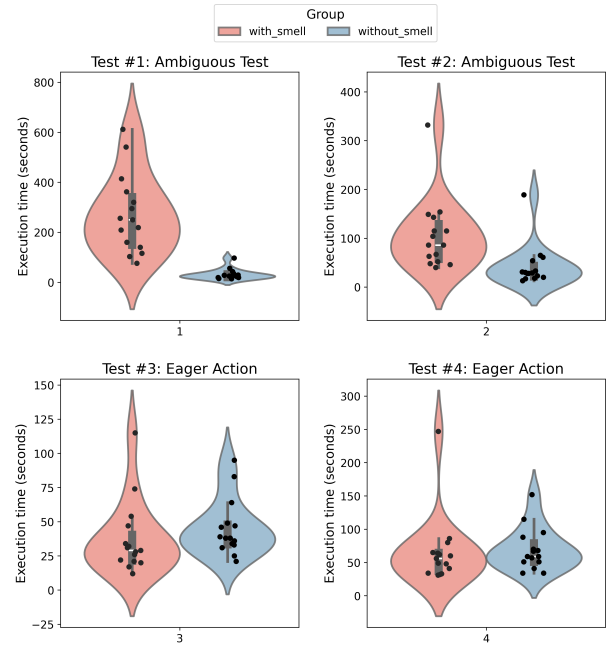 Group
with_smell
without_smell
Test #1: Ambiguous Test
Execution time (seconds)
800
600
400
200
0
1
Test #2: Ambiguous Test
Execution time (seconds)
400
300
200
100
0
2
Test #3: Eager Action
Execution time (seconds)
150
125
100
75
50
25
0
−25
3
Test #4: Eager Action
Execution time (seconds)
300
250
200
150
100
50
0
4